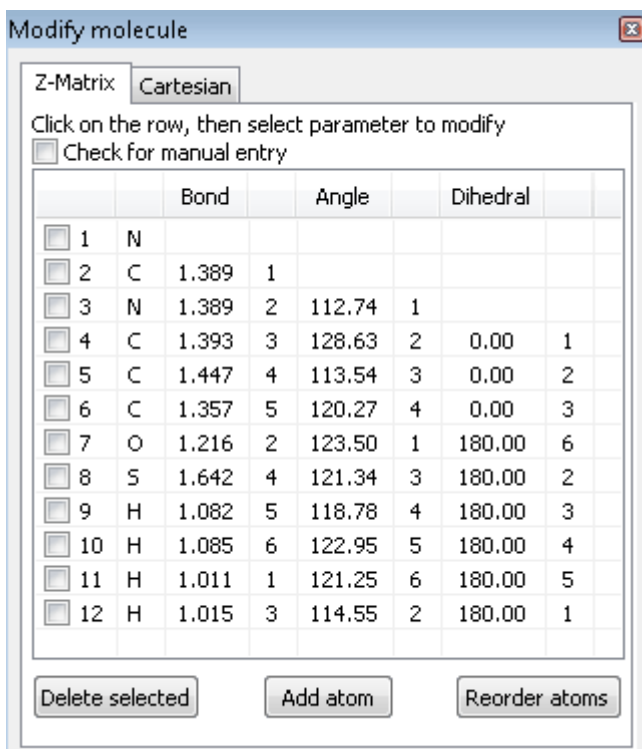 Modify molecule
Z-Matrix Cartesian
Click on the row, then select parameter to modify
Check for manual entry
Bond Angle Dihedral
1 N
2 C 1.389 1
3 N 1.389 2 112.74 1
4 C 1.393 3 128.63 2 0.00 1
5 C 1.447 4 113.54 3 0.00 2
6 C 1.357 5 120.27 4 0.00 3
7 O 1.216 2 123.50 1 180.00 6
8 S 1.642 4 121.34 3 180.00 2
9 H 1.082 5 118.78 4 180.00 3
10 H 1.085 6 122.95 5 180.00 4
11 H 1.011 1 121.25 6 180.00 5
12 H 1.015 3 114.55 2 180.00 1
Delete selected Add atom Reorder atoms